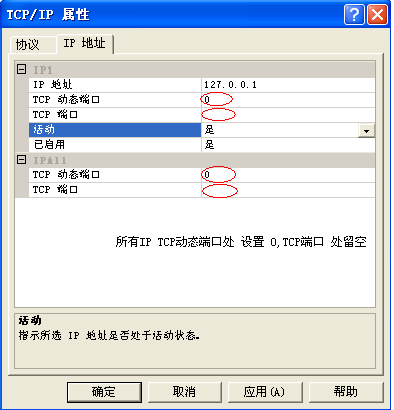 TCP/IP 属性
协议 IP 地址
IP1
IP 地址 127.0.0.1
TCP 动态端口 0
TCP 端口
活动 是
已启用 是
IPAll
TCP 动态端口 0
TCP 端口
所有IP TCP动态端口处 设置 0,TCP端口 处留空
活动
指示所选 IP 地址是否处于活动状态。
确定 取消 应用(A) 帮助